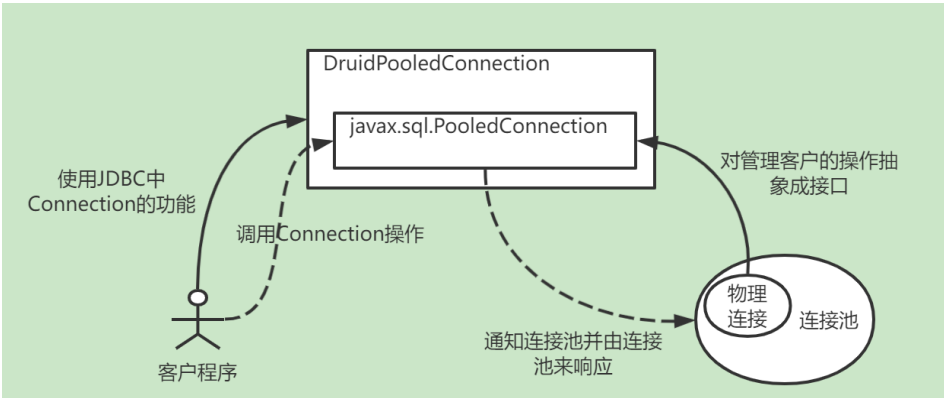 DruidPooledConnection
javax.sql.PooledConnection
使用JDBC中
Connection的功能
对管理客户的操作抽
象成接口
调用Connection操作
物理
连接
连接池
通知连接池并由连接
池来响应
客户程序